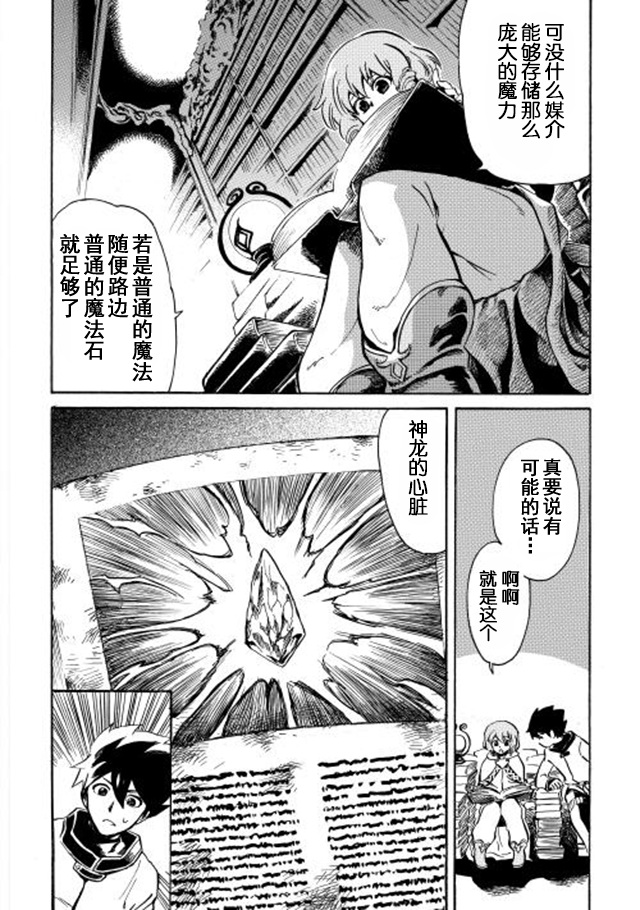 可没什么媒介
能够存储那么
庞大的魔力
若是普通的魔法
随便路边
普通的魔法石
就足够了
真要说有
可能的话…
啊啊
就是这个
神龙的心脏